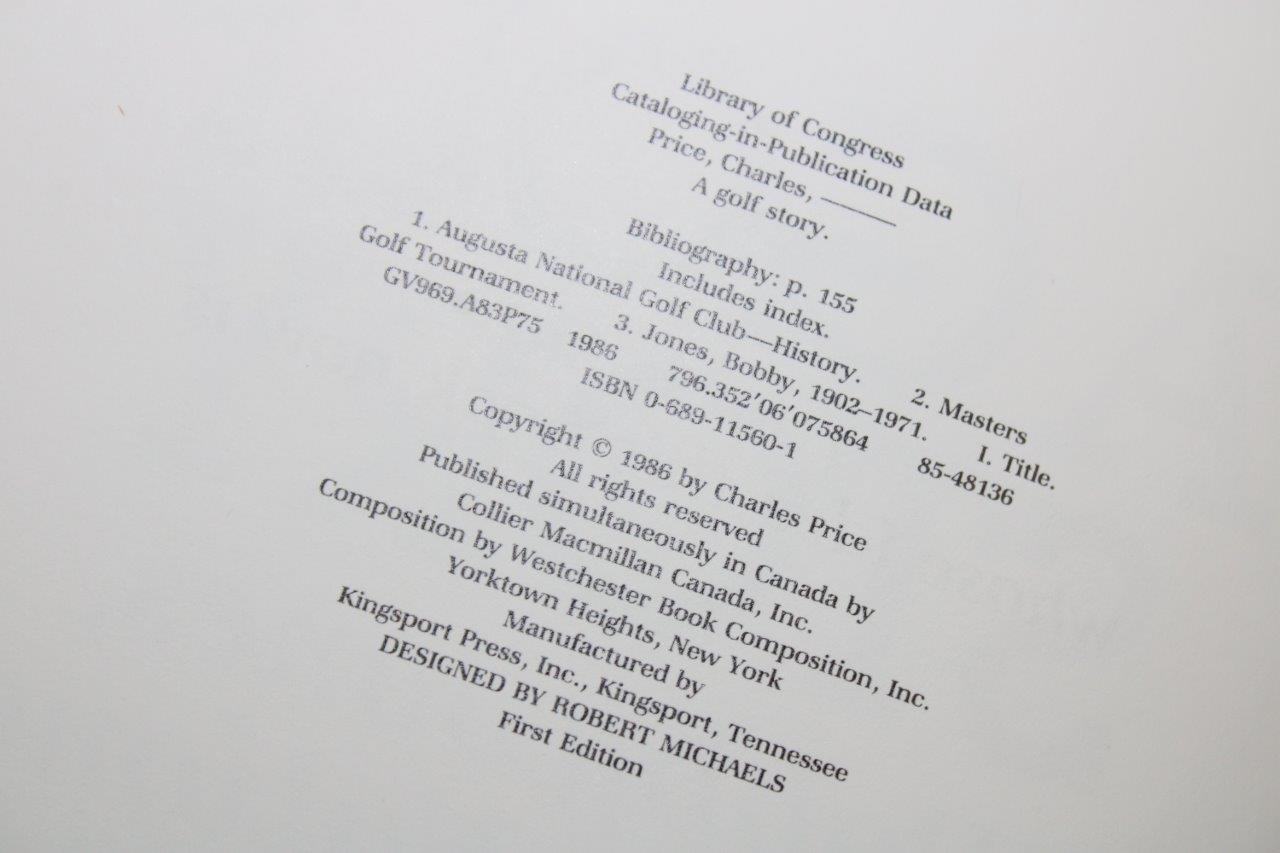 Library of Congress
Cataloging-in-Publication Data
Price, Charles, ———
A golf story.
Bibliography: p. 155
Includes index.
1. Augusta National Golf Club—History. 2. Masters
Golf Tournament. 3. Jones, Bobby, 1902–1971. I. Title.
GV969.A83P75 1986 796.352′06′075864 85-48136
ISBN 0-689-11560-1
Copyright © 1986 by Charles Price
All rights reserved
Published simultaneously in Canada by
Collier Macmillan Canada, Inc.
Composition by Westchester Book Composition, Inc.
Yorktown Heights, New York
Manufactured by
Kingsport Press, Inc., Kingsport, Tennessee
DESIGNED BY ROBERT MICHAELS
First Edition